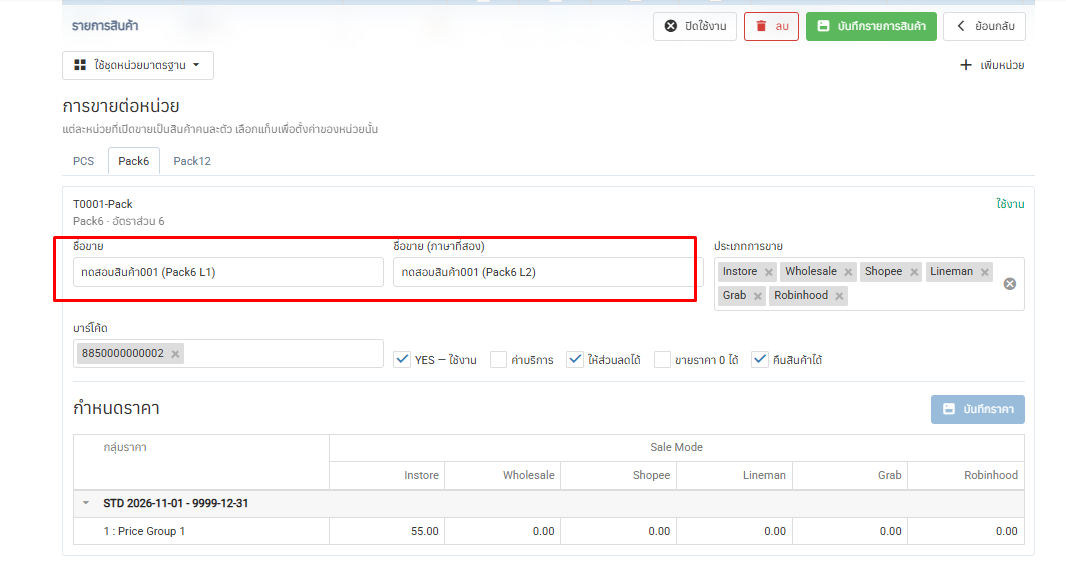 รายการสินค้า ปิดใช้งาน ลบ บันทึกรายการสินค้า ย้อนกลับ
ใช้ชุดหน่วยมาตรฐาน เพิ่มหน่วย
การขายต่อหน่วย
แต่ละหน่วยที่เปิดขายเป็นสินค้าคนละตัว เลือกแท็บเพื่อตั้งค่าของหน่วยนั้น
PCS Pack6 Pack12
T0001-Pack ใช้งาน
Pack6 - อัตราส่วน 6
ชื่อขาย ชื่อขาย (ภาษาที่สอง) ประเภทการขาย
ทดสอบสินค้า001 (Pack6 L1) ทดสอบสินค้า001 (Pack6 L2) Instore Wholesale Shopee Lineman
Grab Robinhood
บาร์โค้ด
8850000000002 YES — ใช้งาน ค่าบริการ ให้ส่วนลดได้ ขายราคา 0 ได้ คืนสินค้าได้
กำหนดราคา บันทึกราคา
กลุ่มราคา Sale Mode
Instore Wholesale Shopee Lineman Grab Robinhood
STD 2026-11-01 - 9999-12-31
1 : Price Group 1 55.00 0.00 0.00 0.00 0.00 0.00